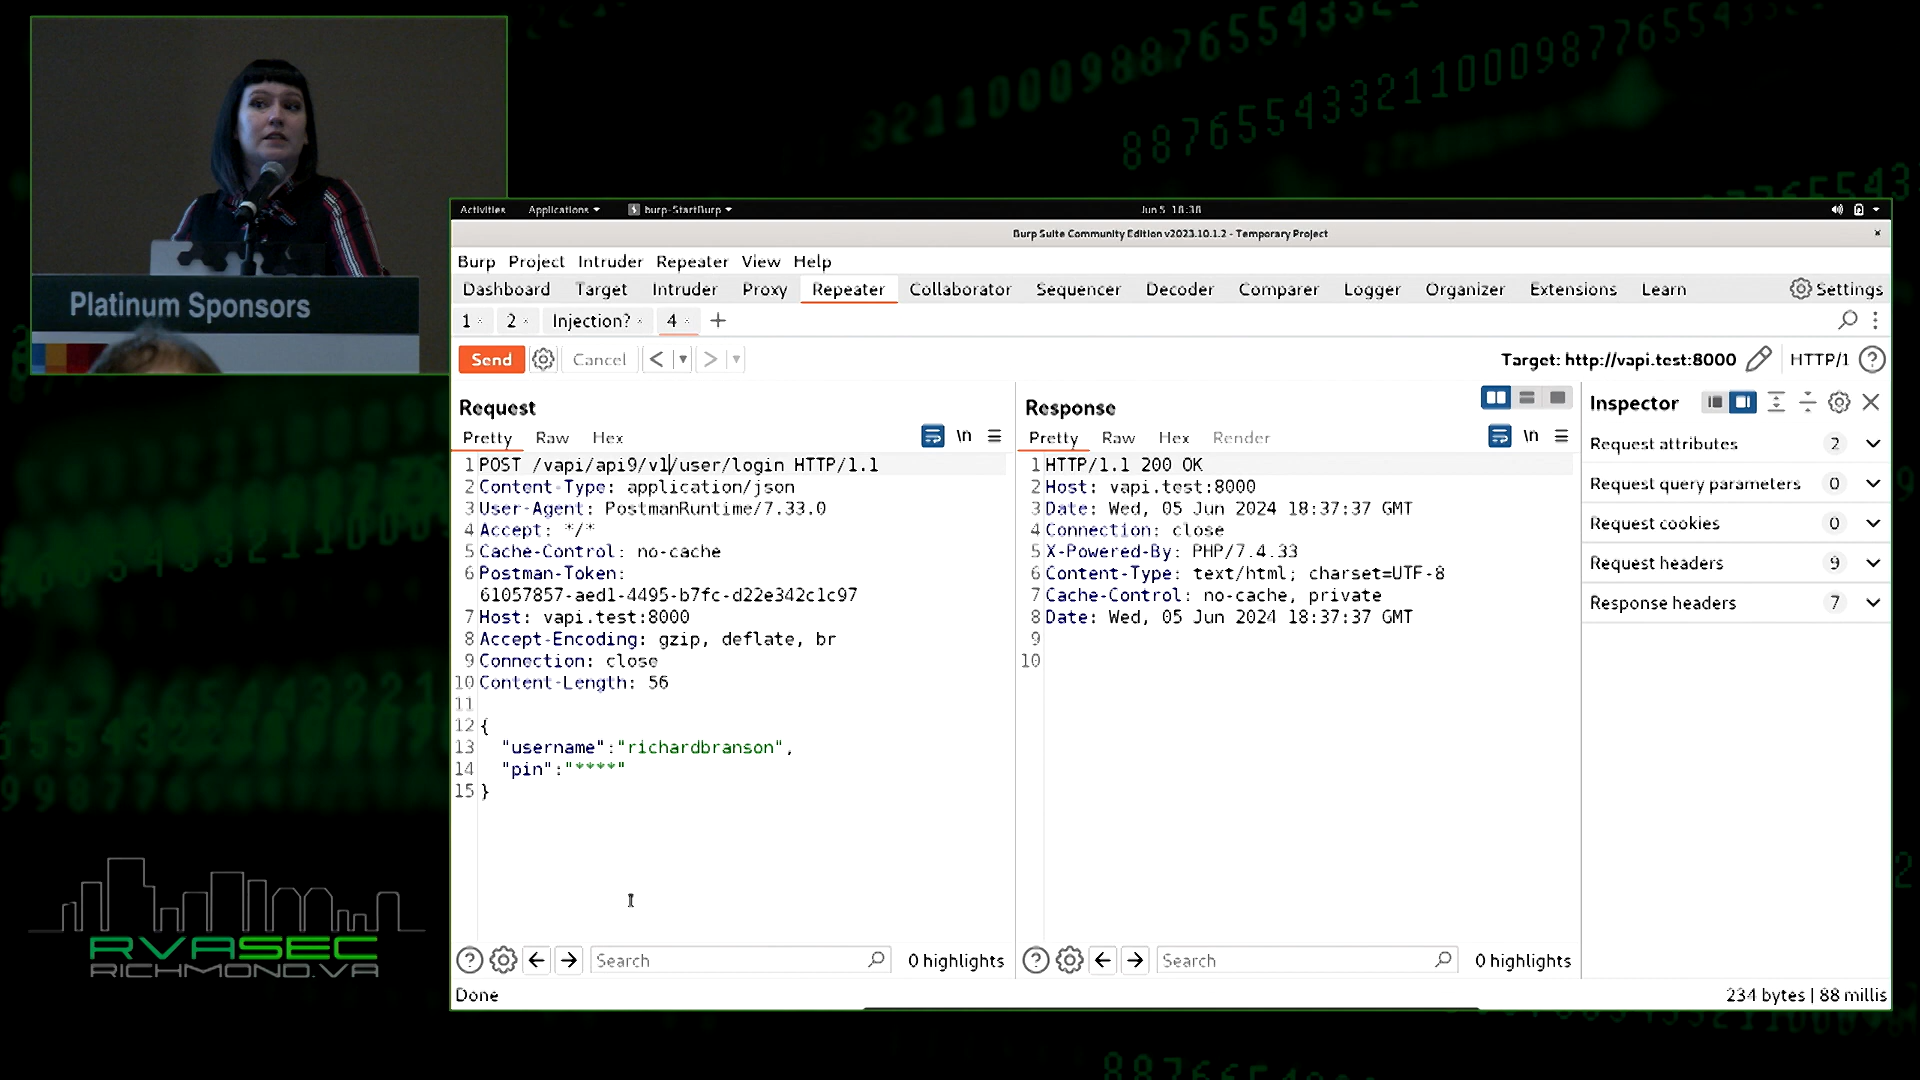 Platinum Sponsors
Activities Applications burp-StartBurp Jun 5 18:38
Burp Suite Community Edition v2023.10.1.2 - Temporary Project
Burp Project Intruder Repeater View Help
Dashboard Target Intruder Proxy Repeater Collaborator Sequencer Decoder Comparer Logger Organizer Extensions Learn Settings
1 2 Injection? 4 +
Send Cancel < > Target: http://vapi.test:8000 HTTP/1 ?
Request
Pretty Raw Hex \n
1 POST /vapi/api9/v1/user/login HTTP/1.1
2 Content-Type: application/json
3 User-Agent: PostmanRuntime/7.33.0
4 Accept: */*
5 Cache-Control: no-cache
6 Postman-Token:
61057857-aed1-4495-b7fc-d22e342c1c97
7 Host: vapi.test:8000
8 Accept-Encoding: gzip, deflate, br
9 Connection: close
10 Content-Length: 56
11
12 {
13 "username":"richardbranson",
14 "pin":"****"
15 }
Search 0 highlights
Response
Pretty Raw Hex Render \n
1 HTTP/1.1 200 OK
2 Host: vapi.test:8000
3 Date: Wed, 05 Jun 2024 18:37:37 GMT
4 Connection: close
5 X-Powered-By: PHP/7.4.33
6 Content-Type: text/html; charset=UTF-8
7 Cache-Control: no-cache, private
8 Date: Wed, 05 Jun 2024 18:37:37 GMT
9
10
Search 0 highlights
Inspector
Request attributes 2
Request query parameters 0
Request cookies 0
Request headers 9
Response headers 7
Done 234 bytes | 88 millis
RVASEC
RICHMOND.VA